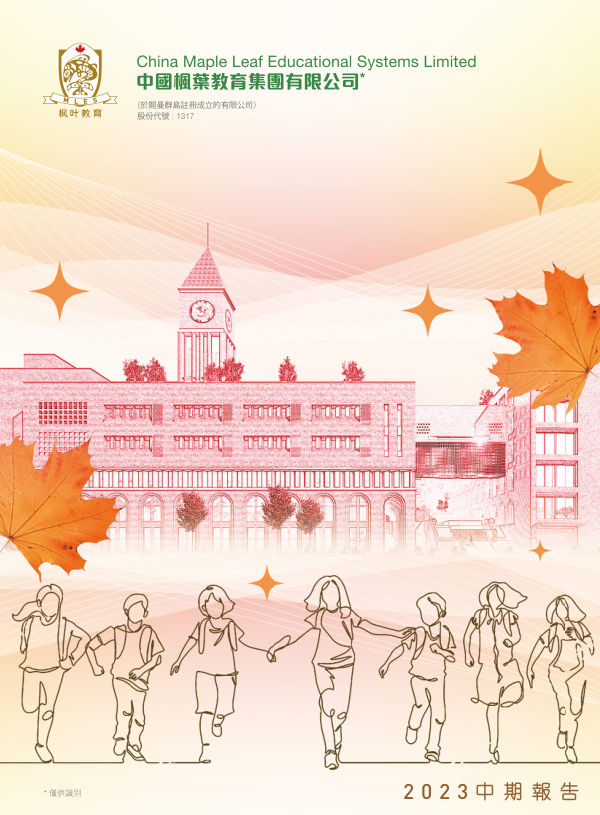 China Maple Leaf Educational Systems Limited
中國楓葉教育集團有限公司*
(於開曼群島註冊成立的有限公司)
股份代號 : 1317
MLES
枫叶教育
* 僅供識別
2023中期報告